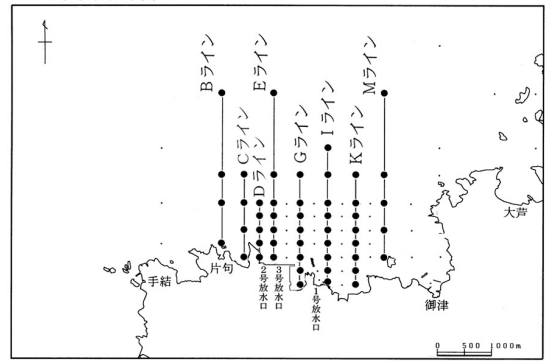 Bライン
Cライン
Dライン
Eライン
Gライン
Iライン
Kライン
Mライン
大芦
手結
片句
2号放水口
3号放水口
1号放水口
御津
0 500 1000m